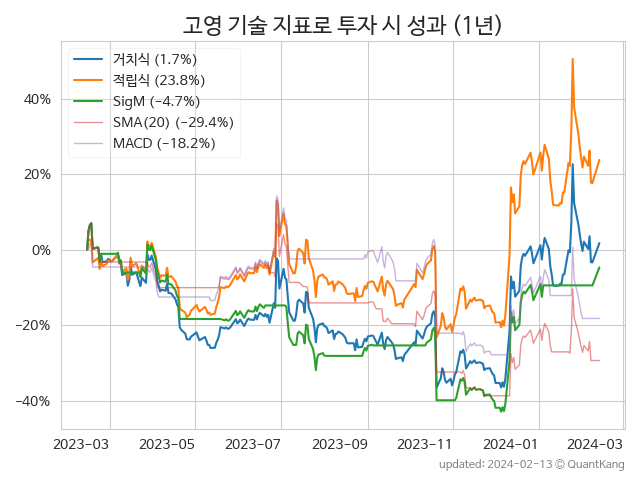 고영 기술 지표로 투자 시 성과 (1년)
거치식 (1.7%)
적립식 (23.8%)
SigM (−4.7%)
SMA(20) (−29.4%)
MACD (−18.2%)
40%
20%
0%
−20%
−40%
2023-03 2023-05 2023-07 2023-09 2023-11 2024-01 2024-03
updated: 2024-02-13 © QuantKang